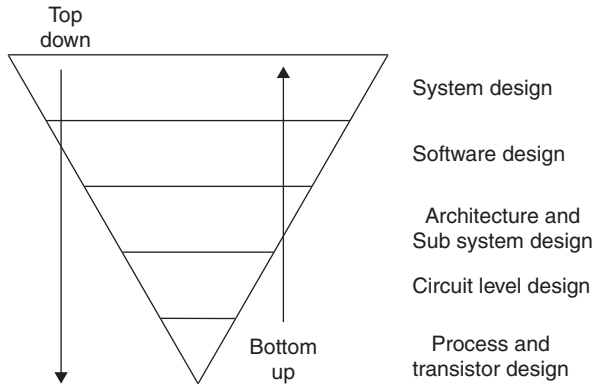 Top
down
System design
Software design
Architecture and
Sub system design
Circuit level design
Bottom
up
Process and
transistor design